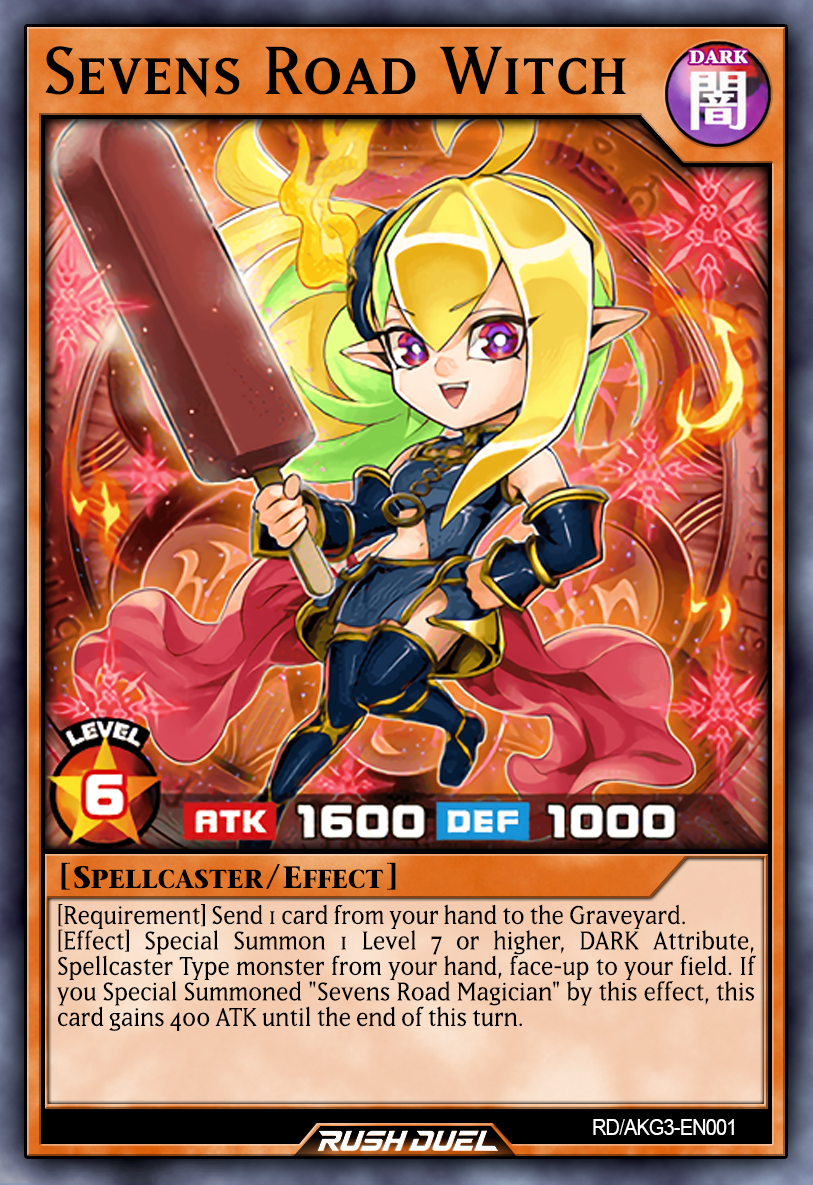 Sevens Road Witch
DARK
闇
LEVEL
6
ATK 1600 DEF 1000
[Spellcaster/Effect]
[Requirement] Send 1 card from your hand to the Graveyard.
[Effect] Special Summon 1 Level 7 or higher, DARK Attribute,
Spellcaster Type monster from your hand, face-up to your field. If
you Special Summoned "Sevens Road Magician" by this effect, this
card gains 400 ATK until the end of this turn.
RD/AKG3-EN001
RUSH DUEL